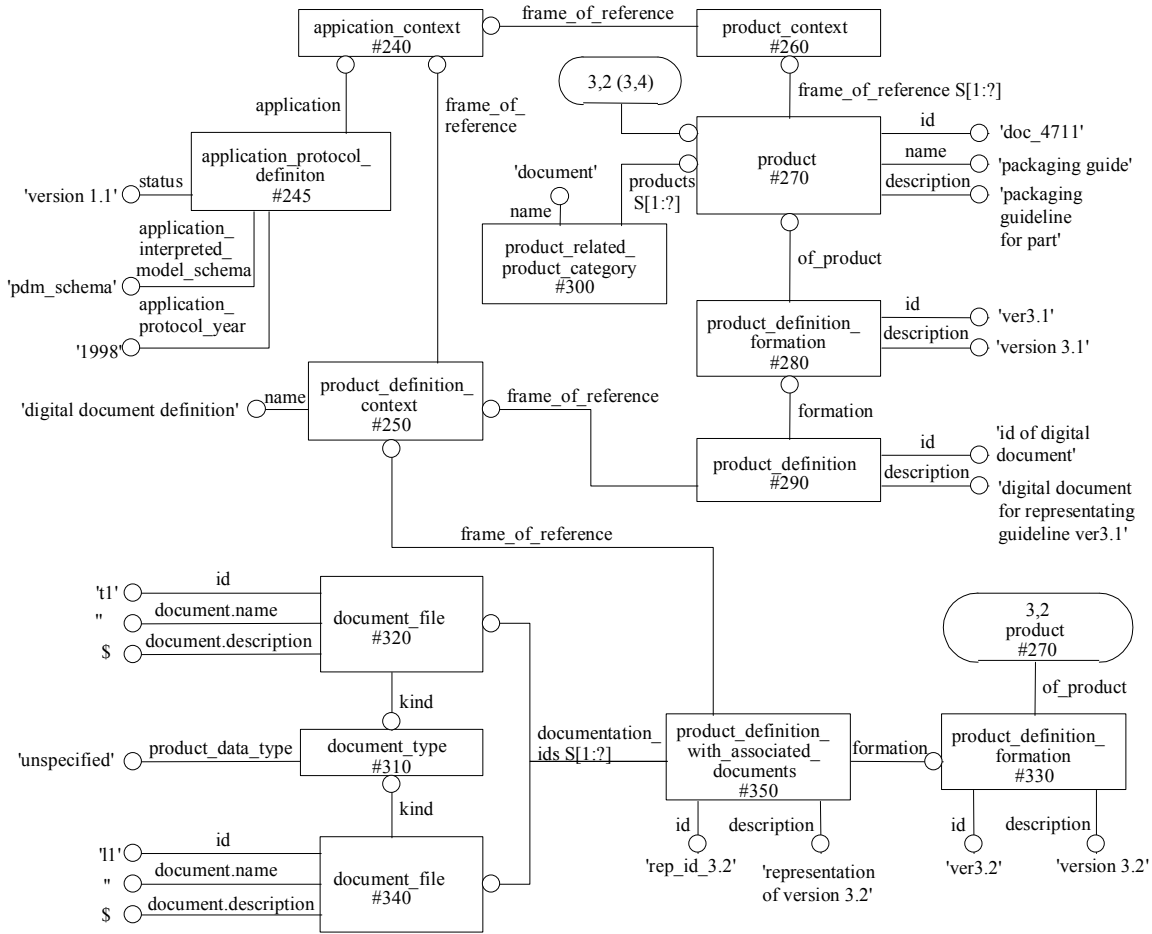 frame_of_reference
appication_context
#240
product_context
#260
3,2 (3,4)
frame_of_reference S[1:?]
application
frame_of_
reference
id
'doc_4711'
application_protocol_
definiton
#245
product
#270
name
'packaging guide'
status
'version 1.1'
'document'
products
S[1:?]
description
'packaging
guideline
for part'
name
application_
interpreted_
model_schema
product_related_
product_category
#300
of_product
'pdm_schema'
application_
protocol_year
'1998'
product_definition_
formation
#280
id
'ver3.1'
description
'version 3.1'
product_definition_
context
#250
name
'digital document definition'
frame_of_reference
formation
product_definition
#290
id
'id of digital
document'
description
'digital document
for representating
guideline ver3.1'
frame_of_reference
id
't1'
document.name
''
document.description
$
document_file
#320
3,2
product
#270
kind
of_product
documentation_
ids S[1:?]
product_definition_
with_associated_
documents
#350
formation
product_definition_
formation
#330
product_data_type
'unspecified'
document_type
#310
kind
id
description
id
description
'rep_id_3.2'
'representation
of version 3.2'
'ver3.2'
'version 3.2'
id
'l1'
document.name
''
document.description
$
document_file
#340